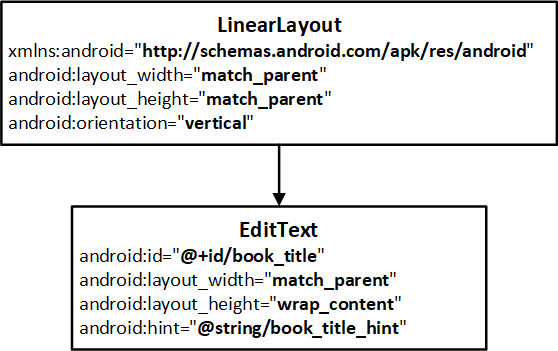 LinearLayout
xmlns:android="http://schemas.android.com/apk/res/android"
android:layout_width="match_parent"
android:layout_height="match_parent"
android:orientation="vertical"
EditText
android:id="@+id/book_title"
android:layout_width="match_parent"
android:layout_height="wrap_content"
android:hint="@string/book_title_hint"